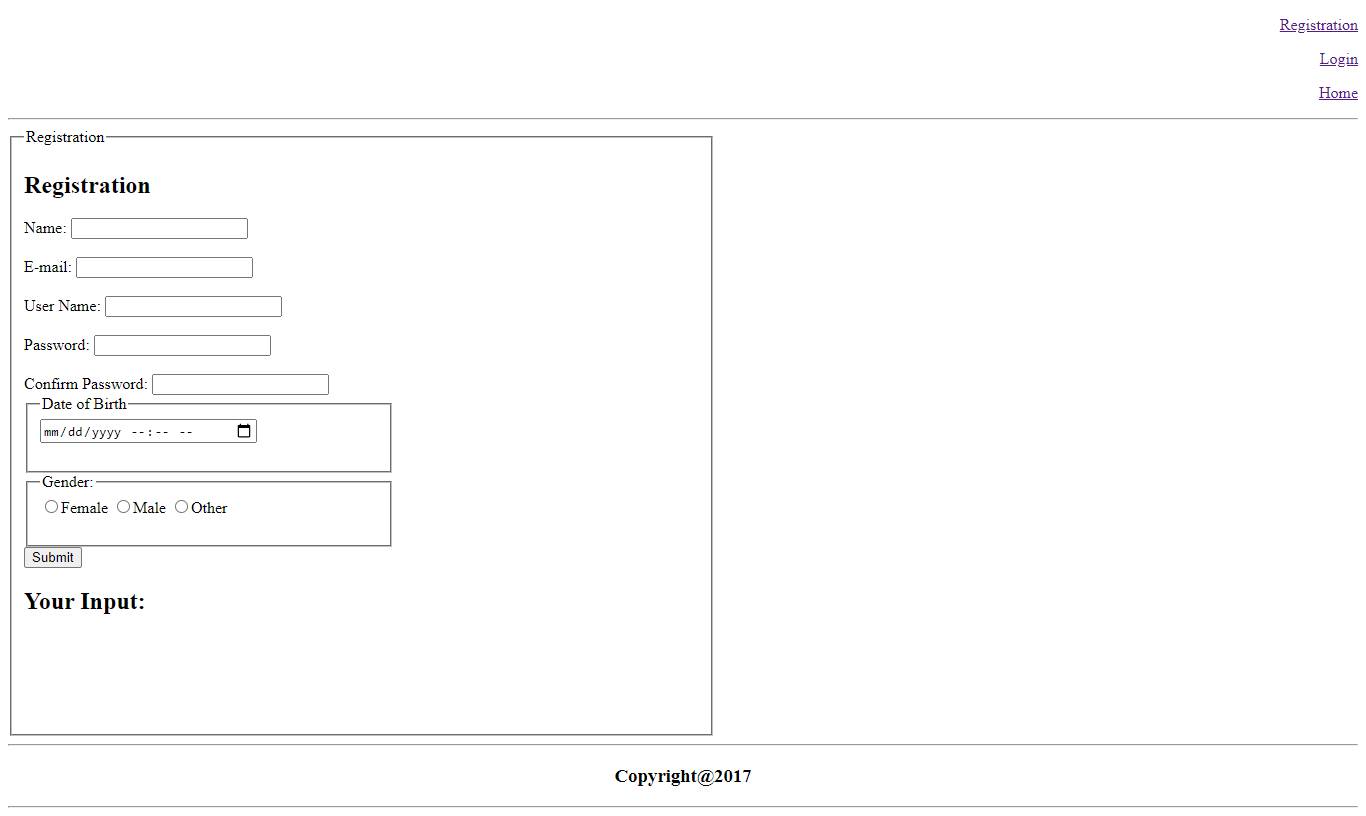 Registration
Login
Home
Registration
Registration
Name:
E-mail:
User Name:
Password:
Confirm Password:
Date of Birth
mm/dd/yyyy --:-- --
Gender:
Female Male Other
Submit
Your Input:
Copyright@2017